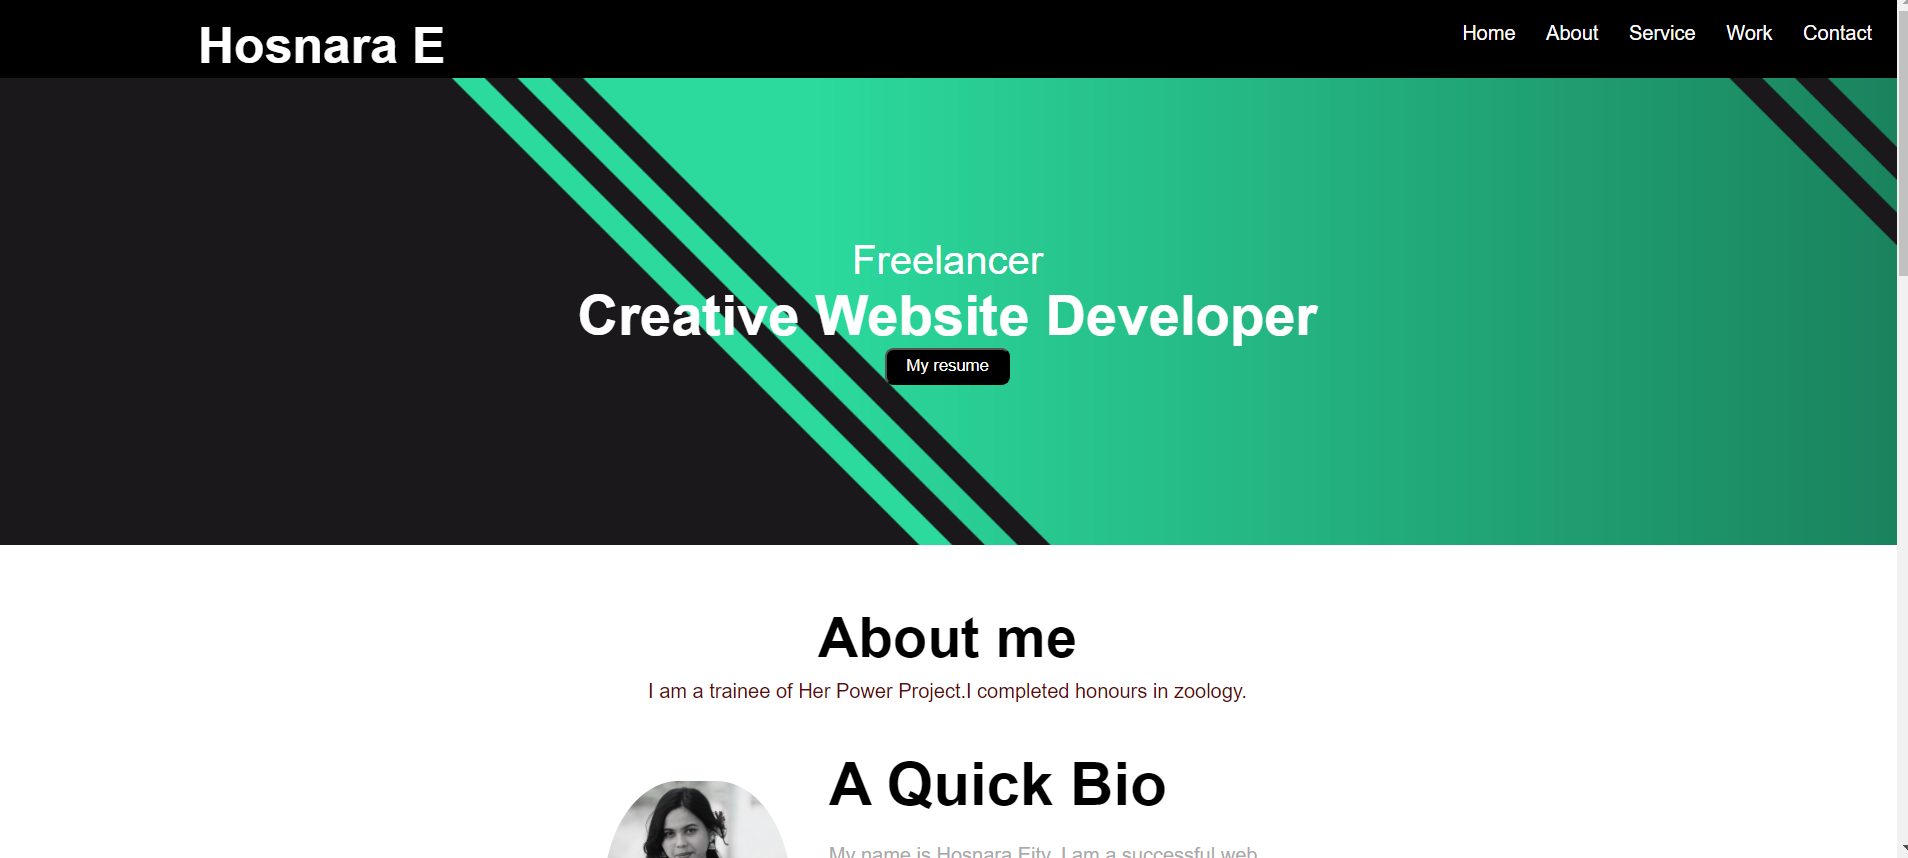 Hosnara E
Home About Service Work Contact
Freelancer
Creative Website Developer
My resume
About me
I am a trainee of Her Power Project.I completed honours in zoology.
A Quick Bio
My name is Hosnara Eity. I am a successful web